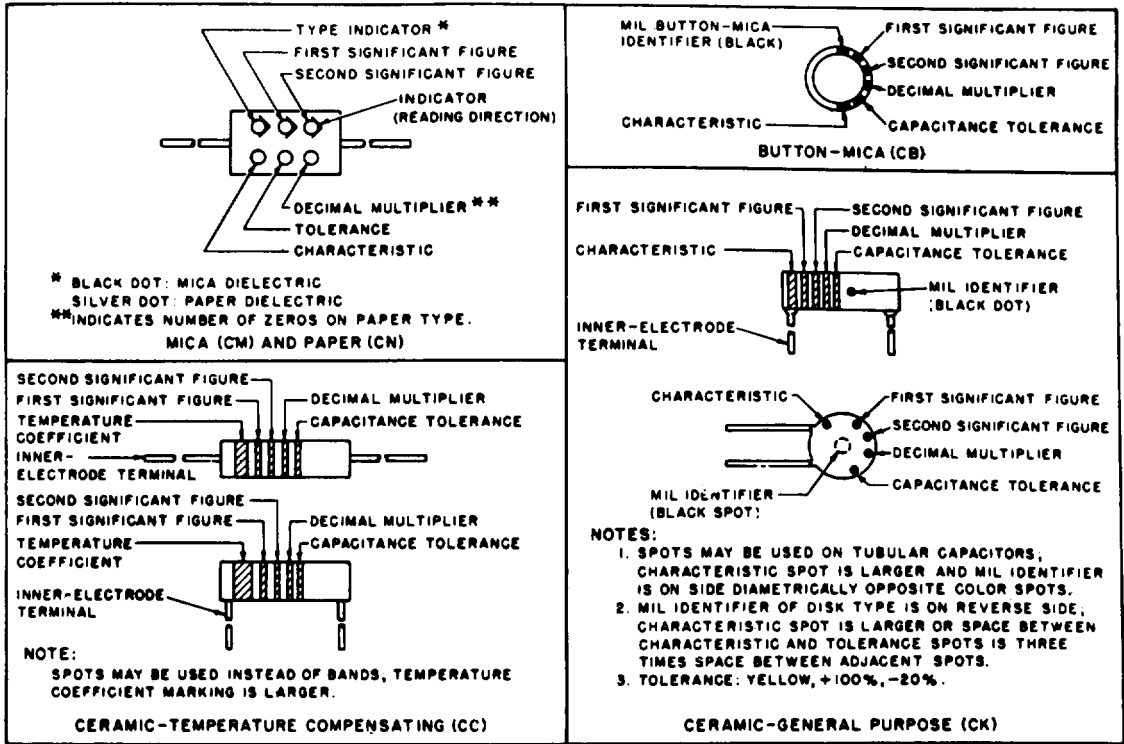 TYPE INDICATOR *
FIRST SIGNIFICANT FIGURE
SECOND SIGNIFICANT FIGURE
INDICATOR
(READING DIRECTION)
DECIMAL MULTIPLIER **
TOLERANCE
CHARACTERISTIC
* BLACK DOT: MICA DIELECTRIC
SILVER DOT: PAPER DIELECTRIC
**INDICATES NUMBER OF ZEROS ON PAPER TYPE.
MICA (CM) AND PAPER (CN)
MIL BUTTON-MICA
IDENTIFIER (BLACK)
FIRST SIGNIFICANT FIGURE
SECOND SIGNIFICANT FIGURE
DECIMAL MULTIPLIER
CHARACTERISTIC
CAPACITANCE TOLERANCE
BUTTON-MICA (CB)
SECOND SIGNIFICANT FIGURE
FIRST SIGNIFICANT FIGURE
DECIMAL MULTIPLIER
TEMPERATURE
COEFFICIENT
CAPACITANCE TOLERANCE
INNER-
ELECTRODE TERMINAL
SECOND SIGNIFICANT FIGURE
FIRST SIGNIFICANT FIGURE
DECIMAL MULTIPLIER
TEMPERATURE
COEFFICIENT
CAPACITANCE TOLERANCE
INNER-ELECTRODE
TERMINAL
NOTE:
SPOTS MAY BE USED INSTEAD OF BANDS, TEMPERATURE
COEFFICIENT MARKING IS LARGER.
CERAMIC-TEMPERATURE COMPENSATING (CC)
FIRST SIGNIFICANT FIGURE
SECOND SIGNIFICANT FIGURE
DECIMAL MULTIPLIER
CHARACTERISTIC
CAPACITANCE TOLERANCE
MIL IDENTIFIER
(BLACK DOT)
INNER-ELECTRODE
TERMINAL
CHARACTERISTIC
FIRST SIGNIFICANT FIGURE
SECOND SIGNIFICANT FIGURE
DECIMAL MULTIPLIER
CAPACITANCE TOLERANCE
MIL IDENTIFIER
(BLACK SPOT)
NOTES:
1. SPOTS MAY BE USED ON TUBULAR CAPACITORS;
CHARACTERISTIC SPOT IS LARGER AND MIL IDENTIFIER
IS ON SIDE DIAMETRICALLY OPPOSITE COLOR SPOTS.
2. MIL IDENTIFIER OF DISK TYPE IS ON REVERSE SIDE;
CHARACTERISTIC SPOT IS LARGER OR SPACE BETWEEN
CHARACTERISTIC AND TOLERANCE SPOTS IS THREE
TIMES SPACE BETWEEN ADJACENT SPOTS.
3. TOLERANCE: YELLOW, +100%, -20%.
CERAMIC-GENERAL PURPOSE (CK)